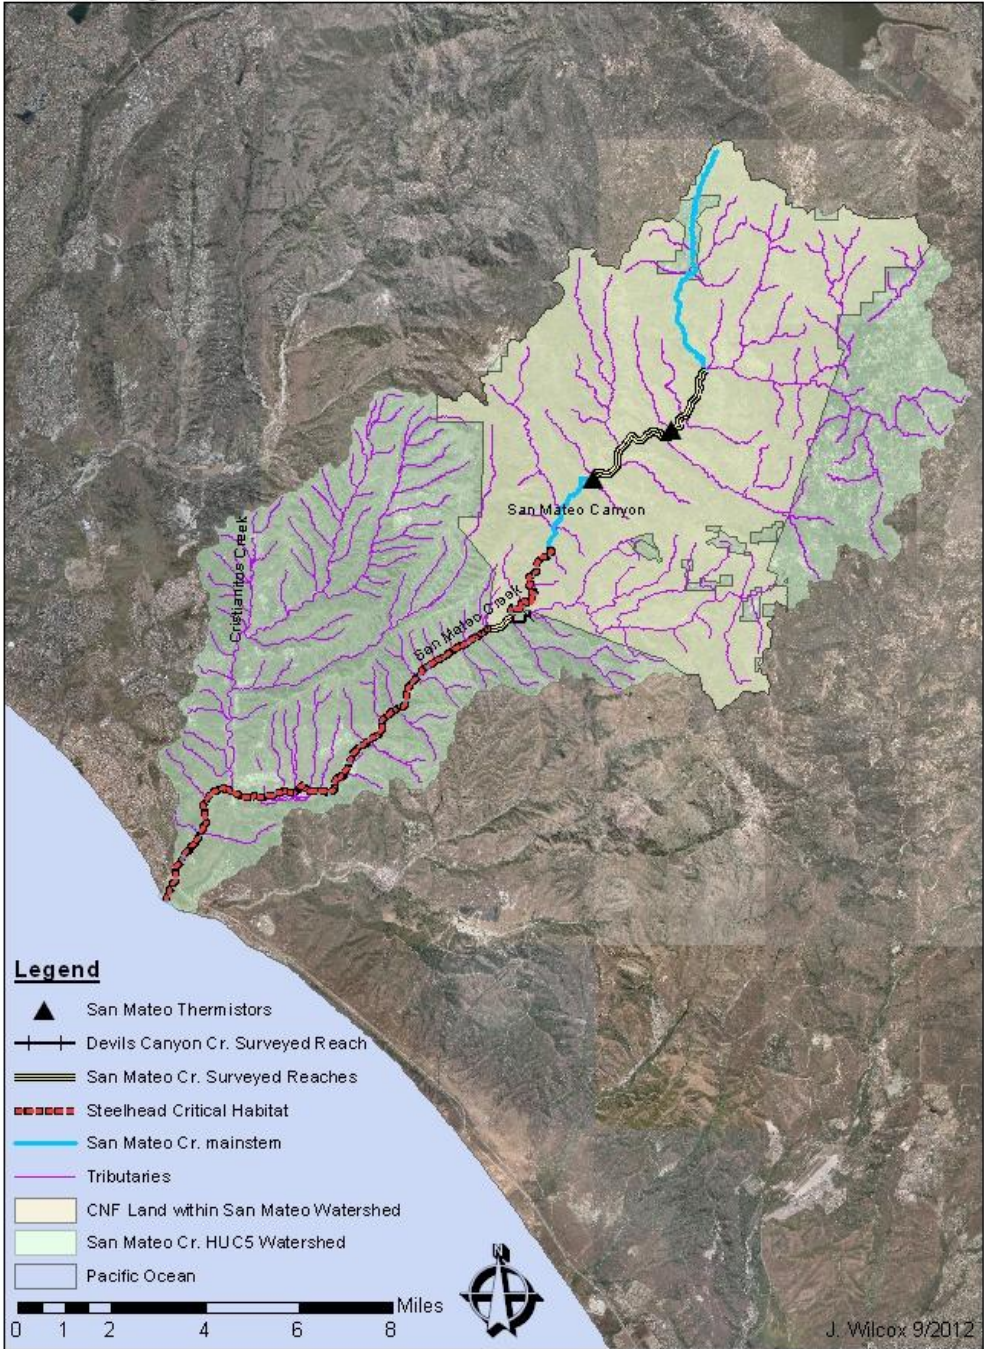 San Mateo Canyon
Cristianitos Creek
San Mateo Creek
Legend
San Mateo Thermistors
Devils Canyon Cr. Surveyed Reach
San Mateo Cr. Surveyed Reaches
Steelhead Critical Habitat
San Mateo Cr. mainstem
Tributaries
CNF Land within San Mateo Watershed
San Mateo Cr. HUC5 Watershed
Pacific Ocean
N
Miles
0 1 2 4 6 8
J. Wilcox 9/2012